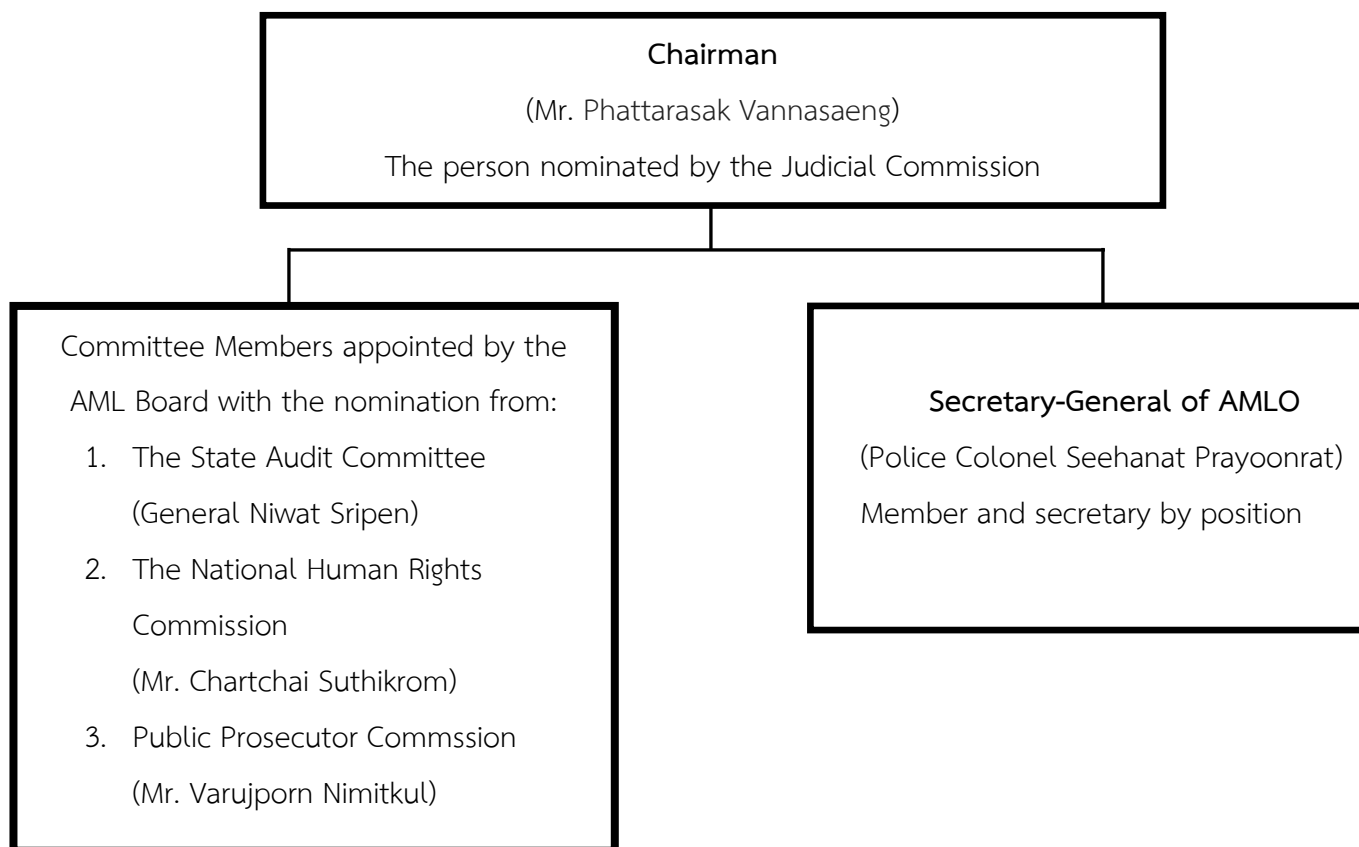 Chairman
(Mr. Phattarasak Vannasaeng)
The person nominated by the Judicial Commission
Committee Members appointed by the
AML Board with the nomination from:
1. The State Audit Committee
(General Niwat Sripen)
2. The National Human Rights
Commission
(Mr. Chartchai Suthikrom)
3. Public Prosecutor Commssion
(Mr. Varujporn Nimitkul)
Secretary-General of AMLO
(Police Colonel Seehanat Prayoonrat)
Member and secretary by position